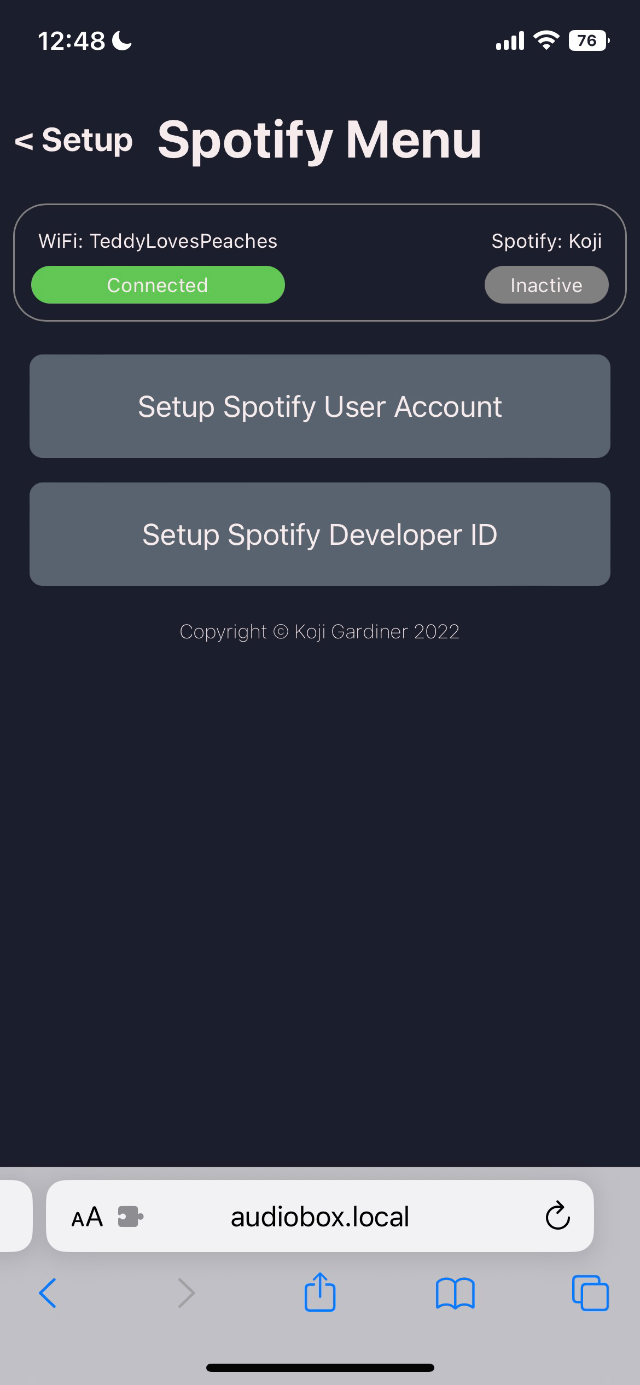 12:48
76
< Setup Spotify Menu
WiFi: TeddyLovesPeaches Spotify: Koji
Connected Inactive
Setup Spotify User Account
Setup Spotify Developer ID
Copyright © Koji Gardiner 2022
AA audiobox.local